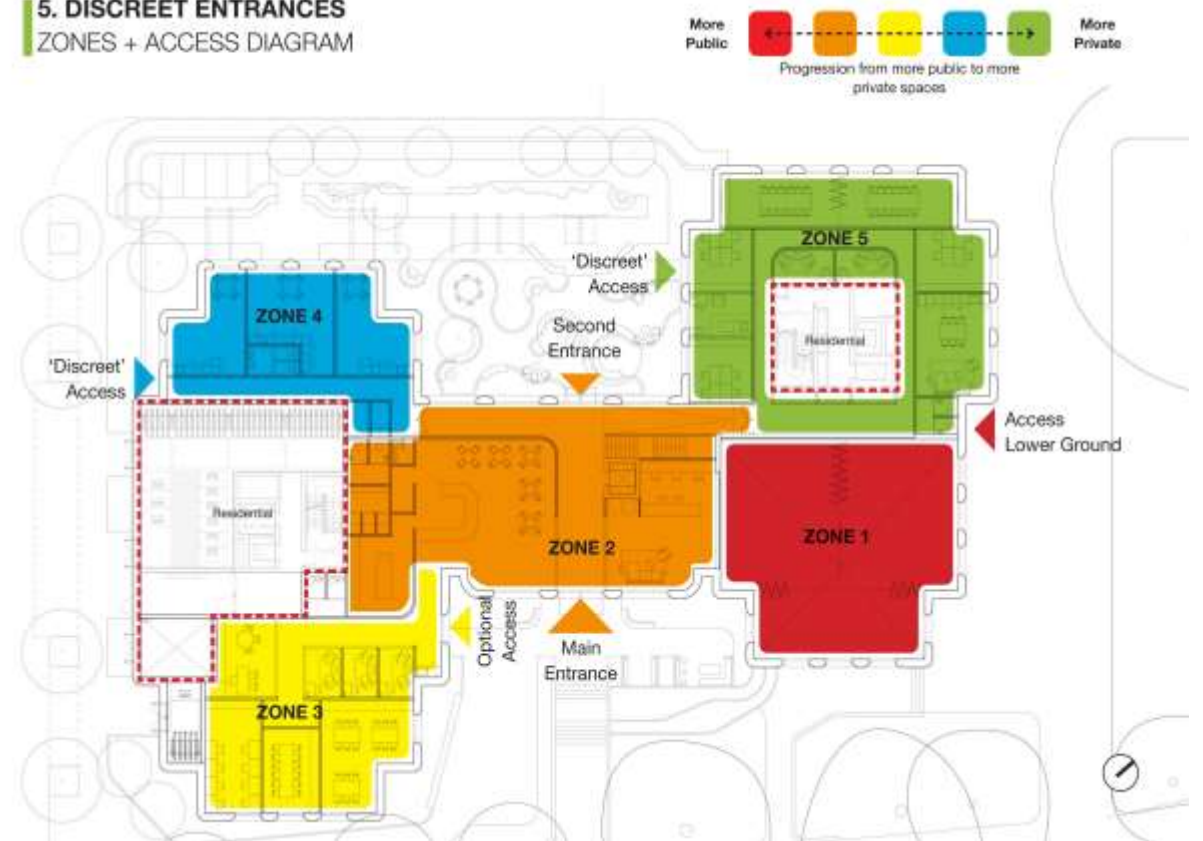 5. DISCREET ENTRANCES
ZONES + ACCESS DIAGRAM
More
Public
More
Private
Progression from more public to more
private spaces
ZONE 5
'Discreet'
Access
Residential
Second
Entrance
ZONE 4
'Discreet'
Access
Access
Lower Ground
Residential
ZONE 2
ZONE 1
Optional
Access
Main
Entrance
ZONE 3